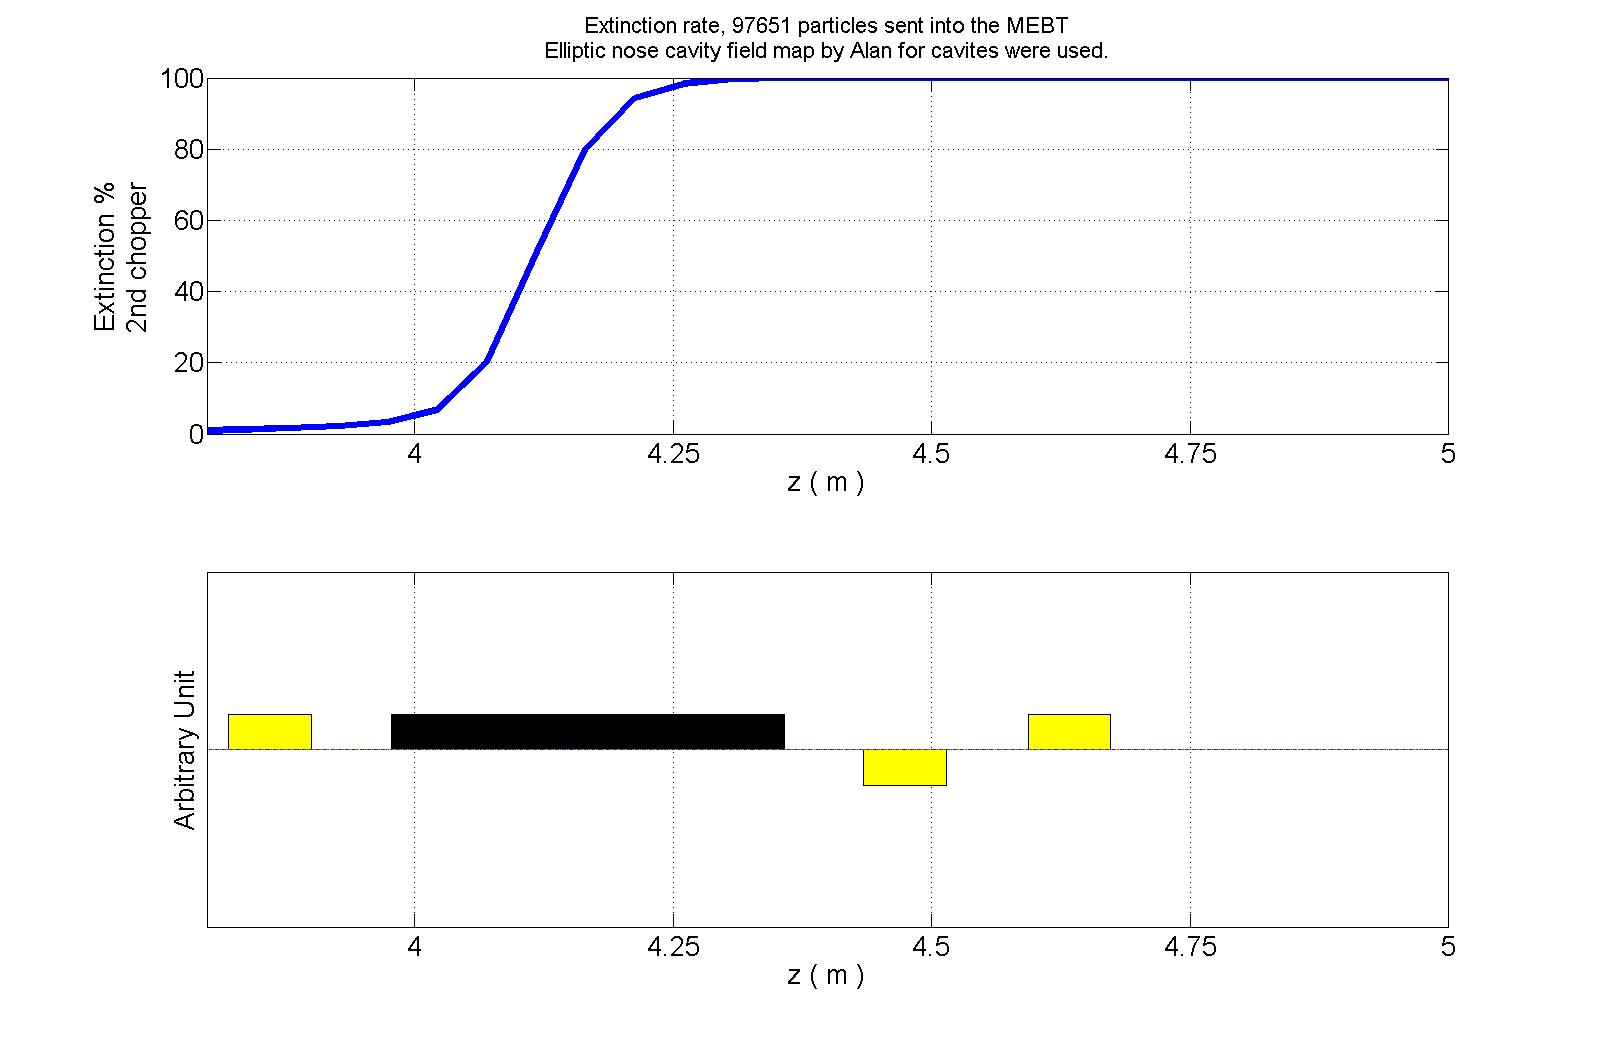 Extinction rate, 97651 particles sent into the MEBT
Elliptic nose cavity field map by Alan for cavites were used.
Extinction %
2nd chopper
100
80
60
40
20
0
4 4.25 4.5 4.75 5
z ( m )
Arbitrary Unit
4 4.25 4.5 4.75 5
z ( m )